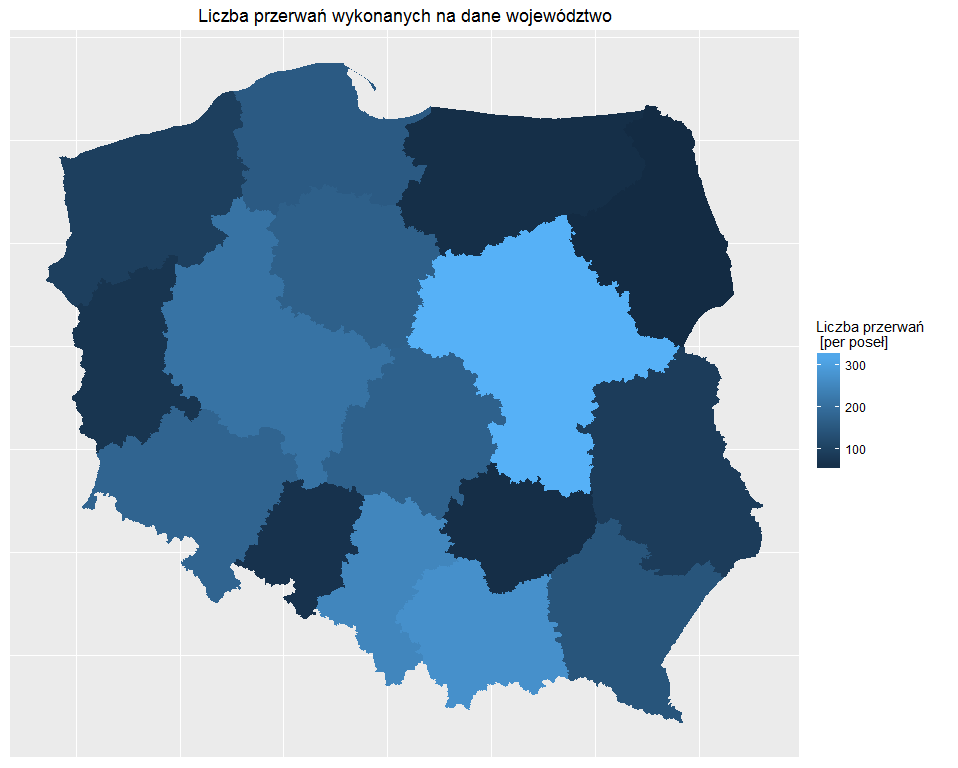 Liczba przerwań wykonanych na dane województwo
Liczba przerwań
[per poseł]
300
200
100